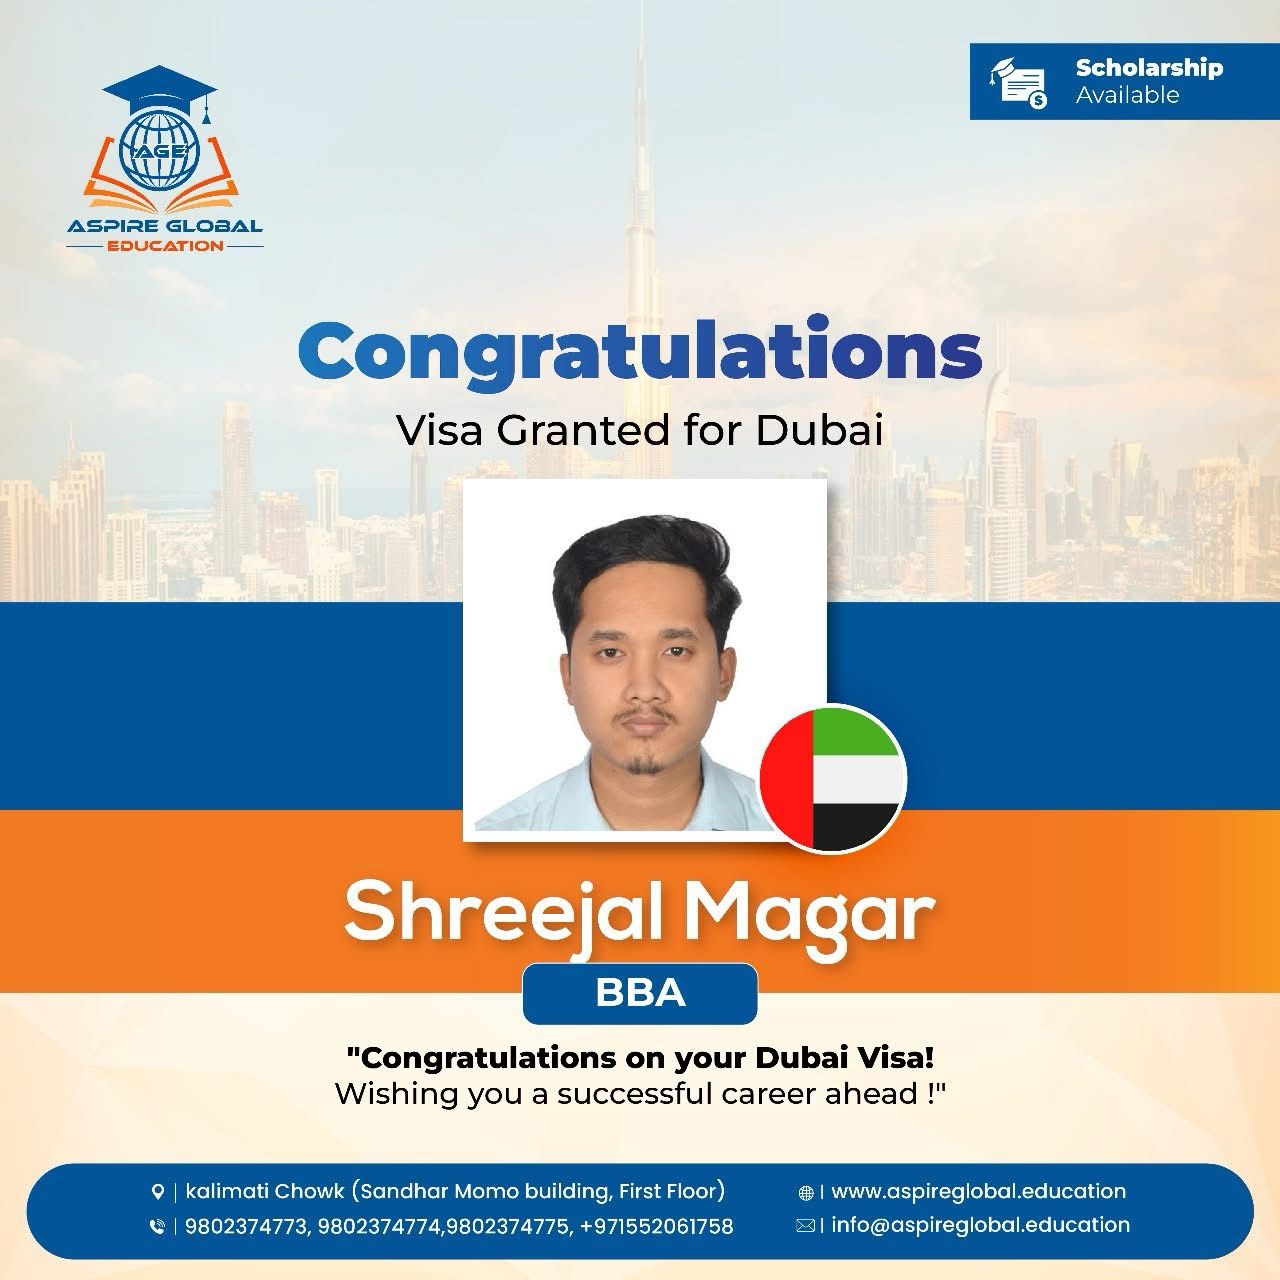 AGE
ASPIRE GLOBAL
EDUCATION
Scholarship
Available
Congratulations
Visa Granted for Dubai
Shreejal Magar
BBA
"Congratulations on your Dubai Visa!
Wishing you a successful career ahead !"
kalimati Chowk (Sandhar Momo building, First Floor)
9802374773, 9802374774,9802374775, +971552061758
www.aspireglobal.education
info@aspireglobal.education